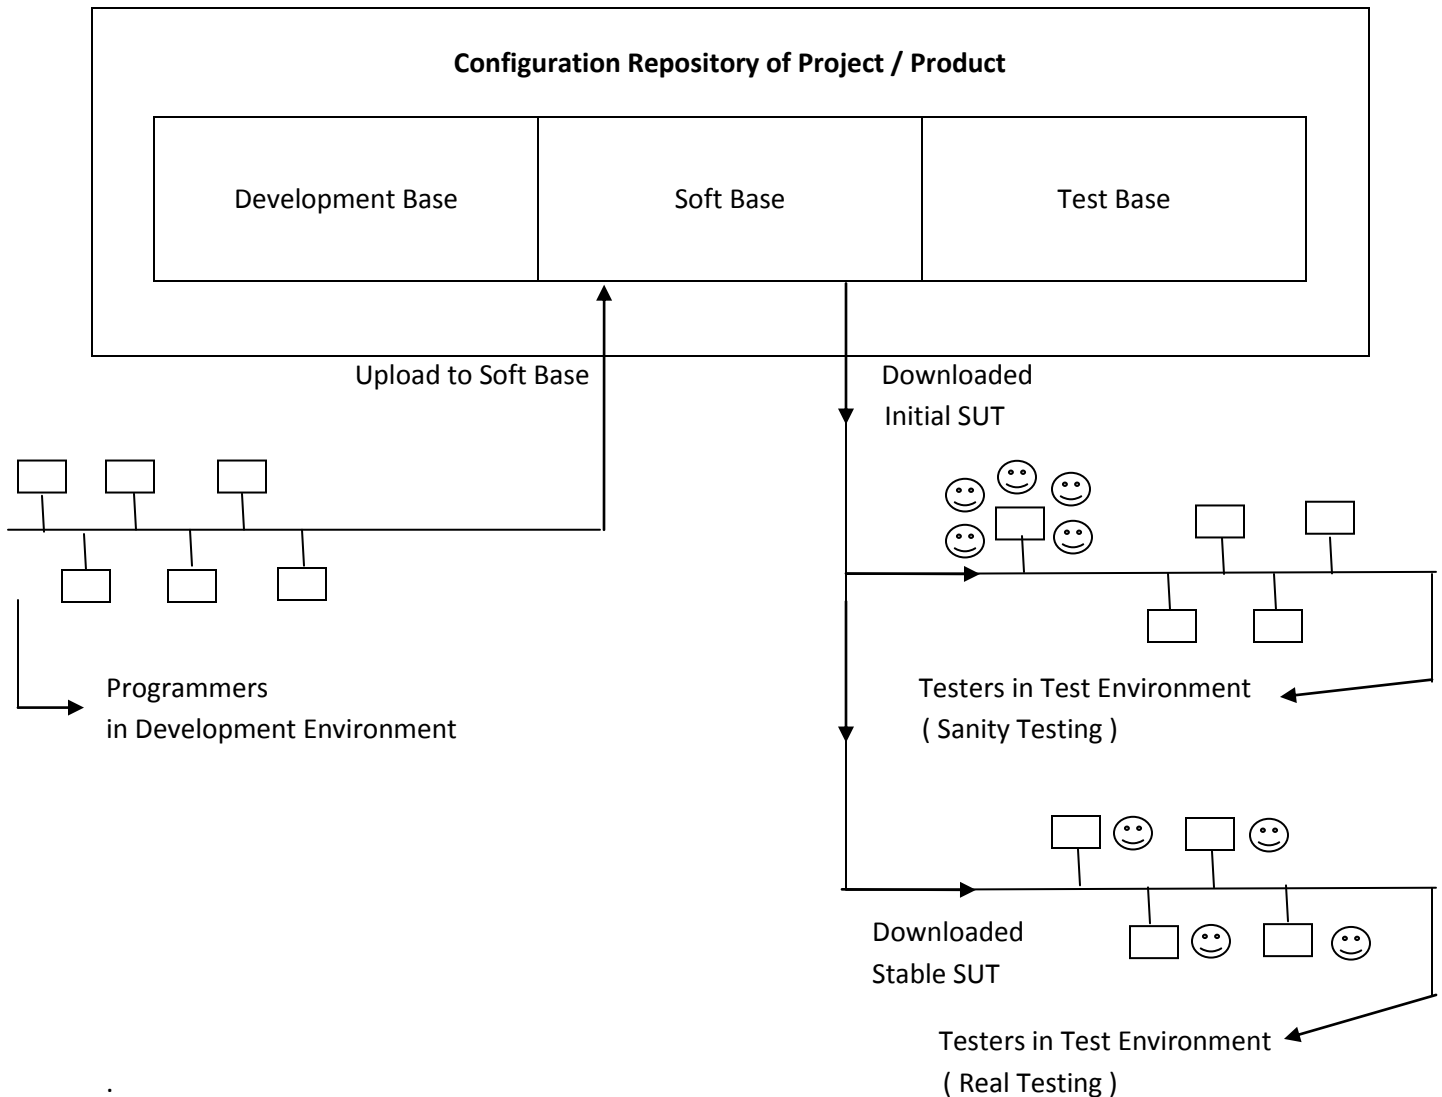 Configuration Repository of Project / Product
Development Base
Soft Base
Test Base
Upload to Soft Base
Downloaded
Initial SUT
Programmers
in Development Environment
Testers in Test Environment
( Sanity Testing )
Downloaded
Stable SUT
Testers in Test Environment
( Real Testing )
.